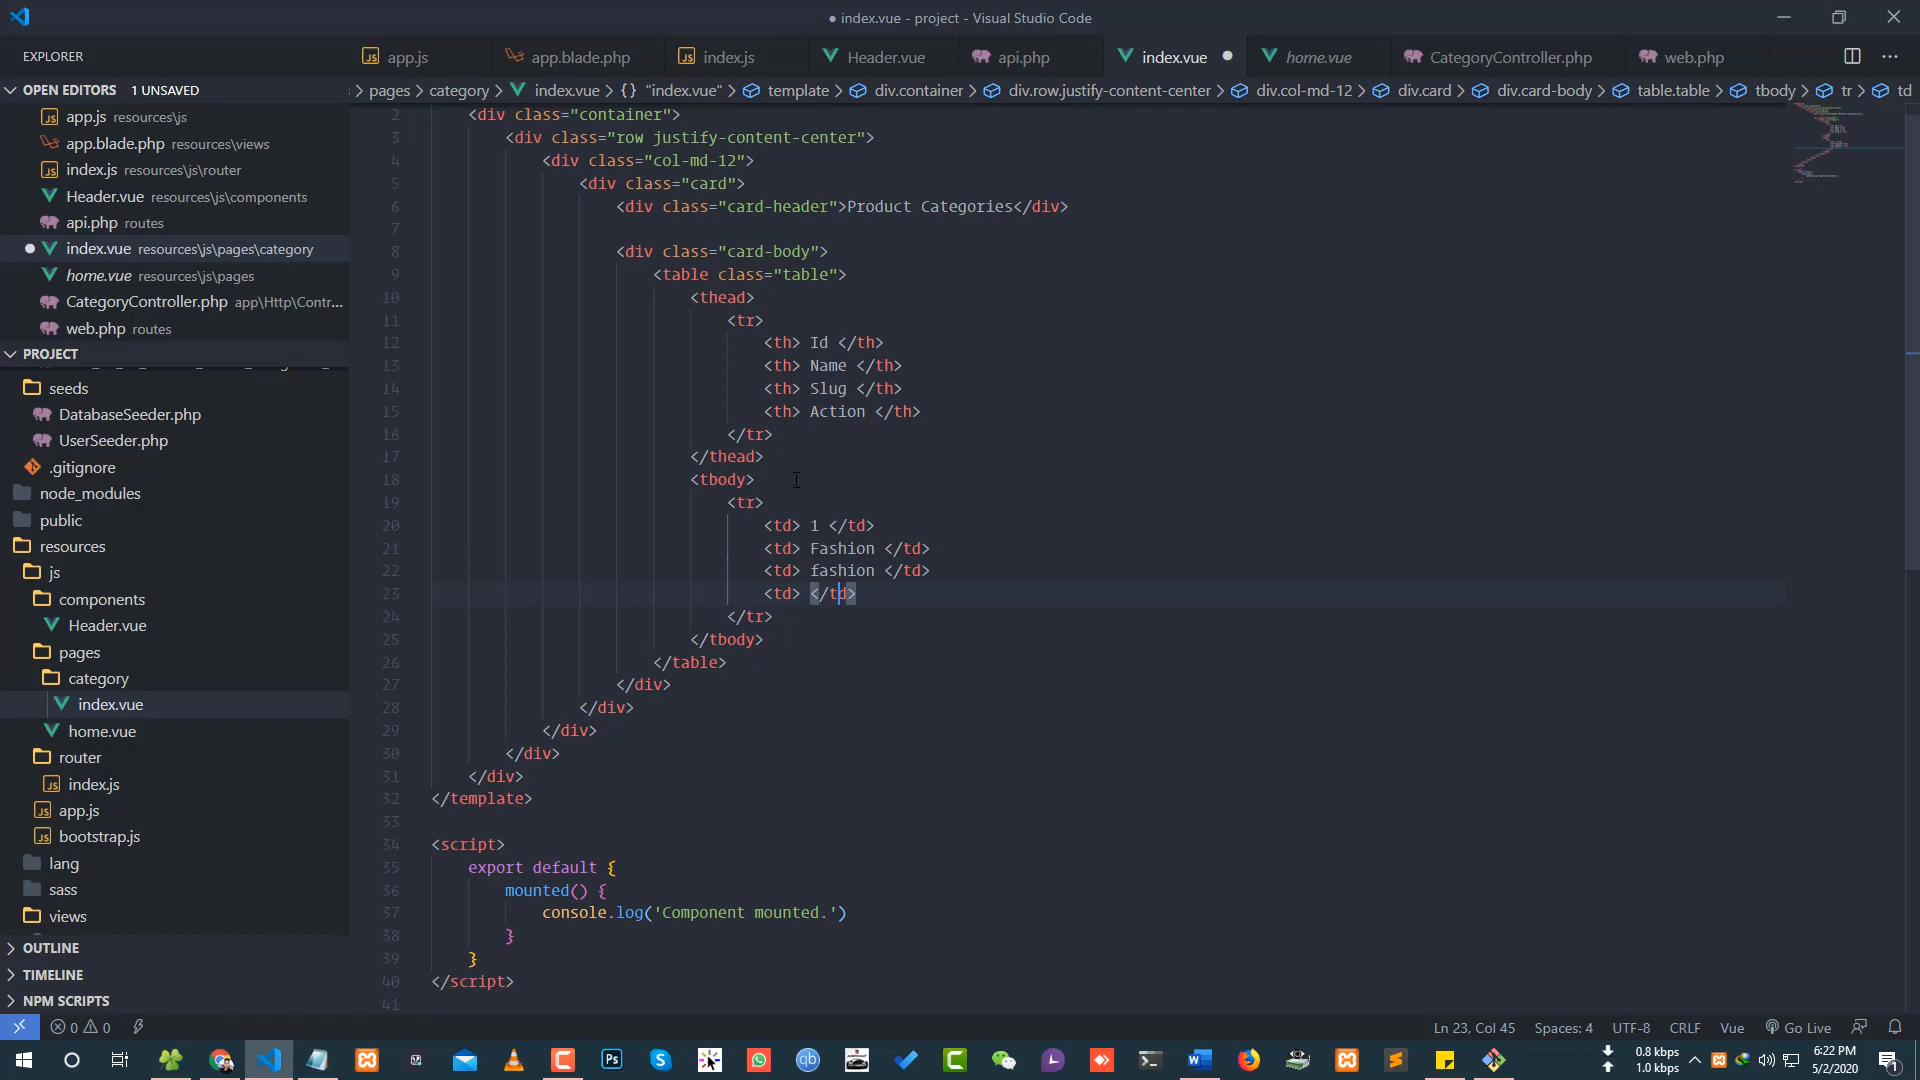 ● index.vue - project - Visual Studio Code
EXPLORER
app.js
app.blade.php
index.js
Header.vue
api.php
index.vue
home.vue
CategoryController.php
web.php
OPEN EDITORS 1 UNSAVED
pages > category > index.vue > {} "index.vue" > template > div.container > div.row.justify-content-center > div.col-md-12 > div.card > div.card-body > table.table > tbody > tr > td
app.js resources\js
app.blade.php resources\views
index.js resources\js\router
Header.vue resources\js\components
api.php routes
index.vue resources\js\pages\category
home.vue resources\js\pages
CategoryController.php app\Http\Contr...
web.php routes
PROJECT
seeds
DatabaseSeeder.php
UserSeeder.php
.gitignore
node_modules
public
resources
js
components
Header.vue
pages
category
index.vue
home.vue
router
index.js
app.js
bootstrap.js
lang
sass
views
OUTLINE
TIMELINE
NPM SCRIPTS
2 <div class="container">
3 <div class="row justify-content-center">
4 <div class="col-md-12">
5 <div class="card">
6 <div class="card-header">Product Categories</div>
7
8 <div class="card-body">
9 <table class="table">
10 <thead>
11 <tr>
12 <th> Id </th>
13 <th> Name </th>
14 <th> Slug </th>
15 <th> Action </th>
16 </tr>
17 </thead>
18 <tbody>
19 <tr>
20 <td> 1 </td>
21 <td> Fashion </td>
22 <td> fashion </td>
23 <td> </td>
24 </tr>
25 </tbody>
26 </table>
27 </div>
28 </div>
29 </div>
30 </div>
31 </div>
32 </template>
33
34 <script>
35 export default {
36 mounted() {
37 console.log('Component mounted.')
38 }
39 }
40 </script>
41
0 0
Ln 23, Col 45 Spaces: 4 UTF-8 CRLF Vue Go Live
0.8 kbps
1.0 kbps
6:22 PM
5/2/2020